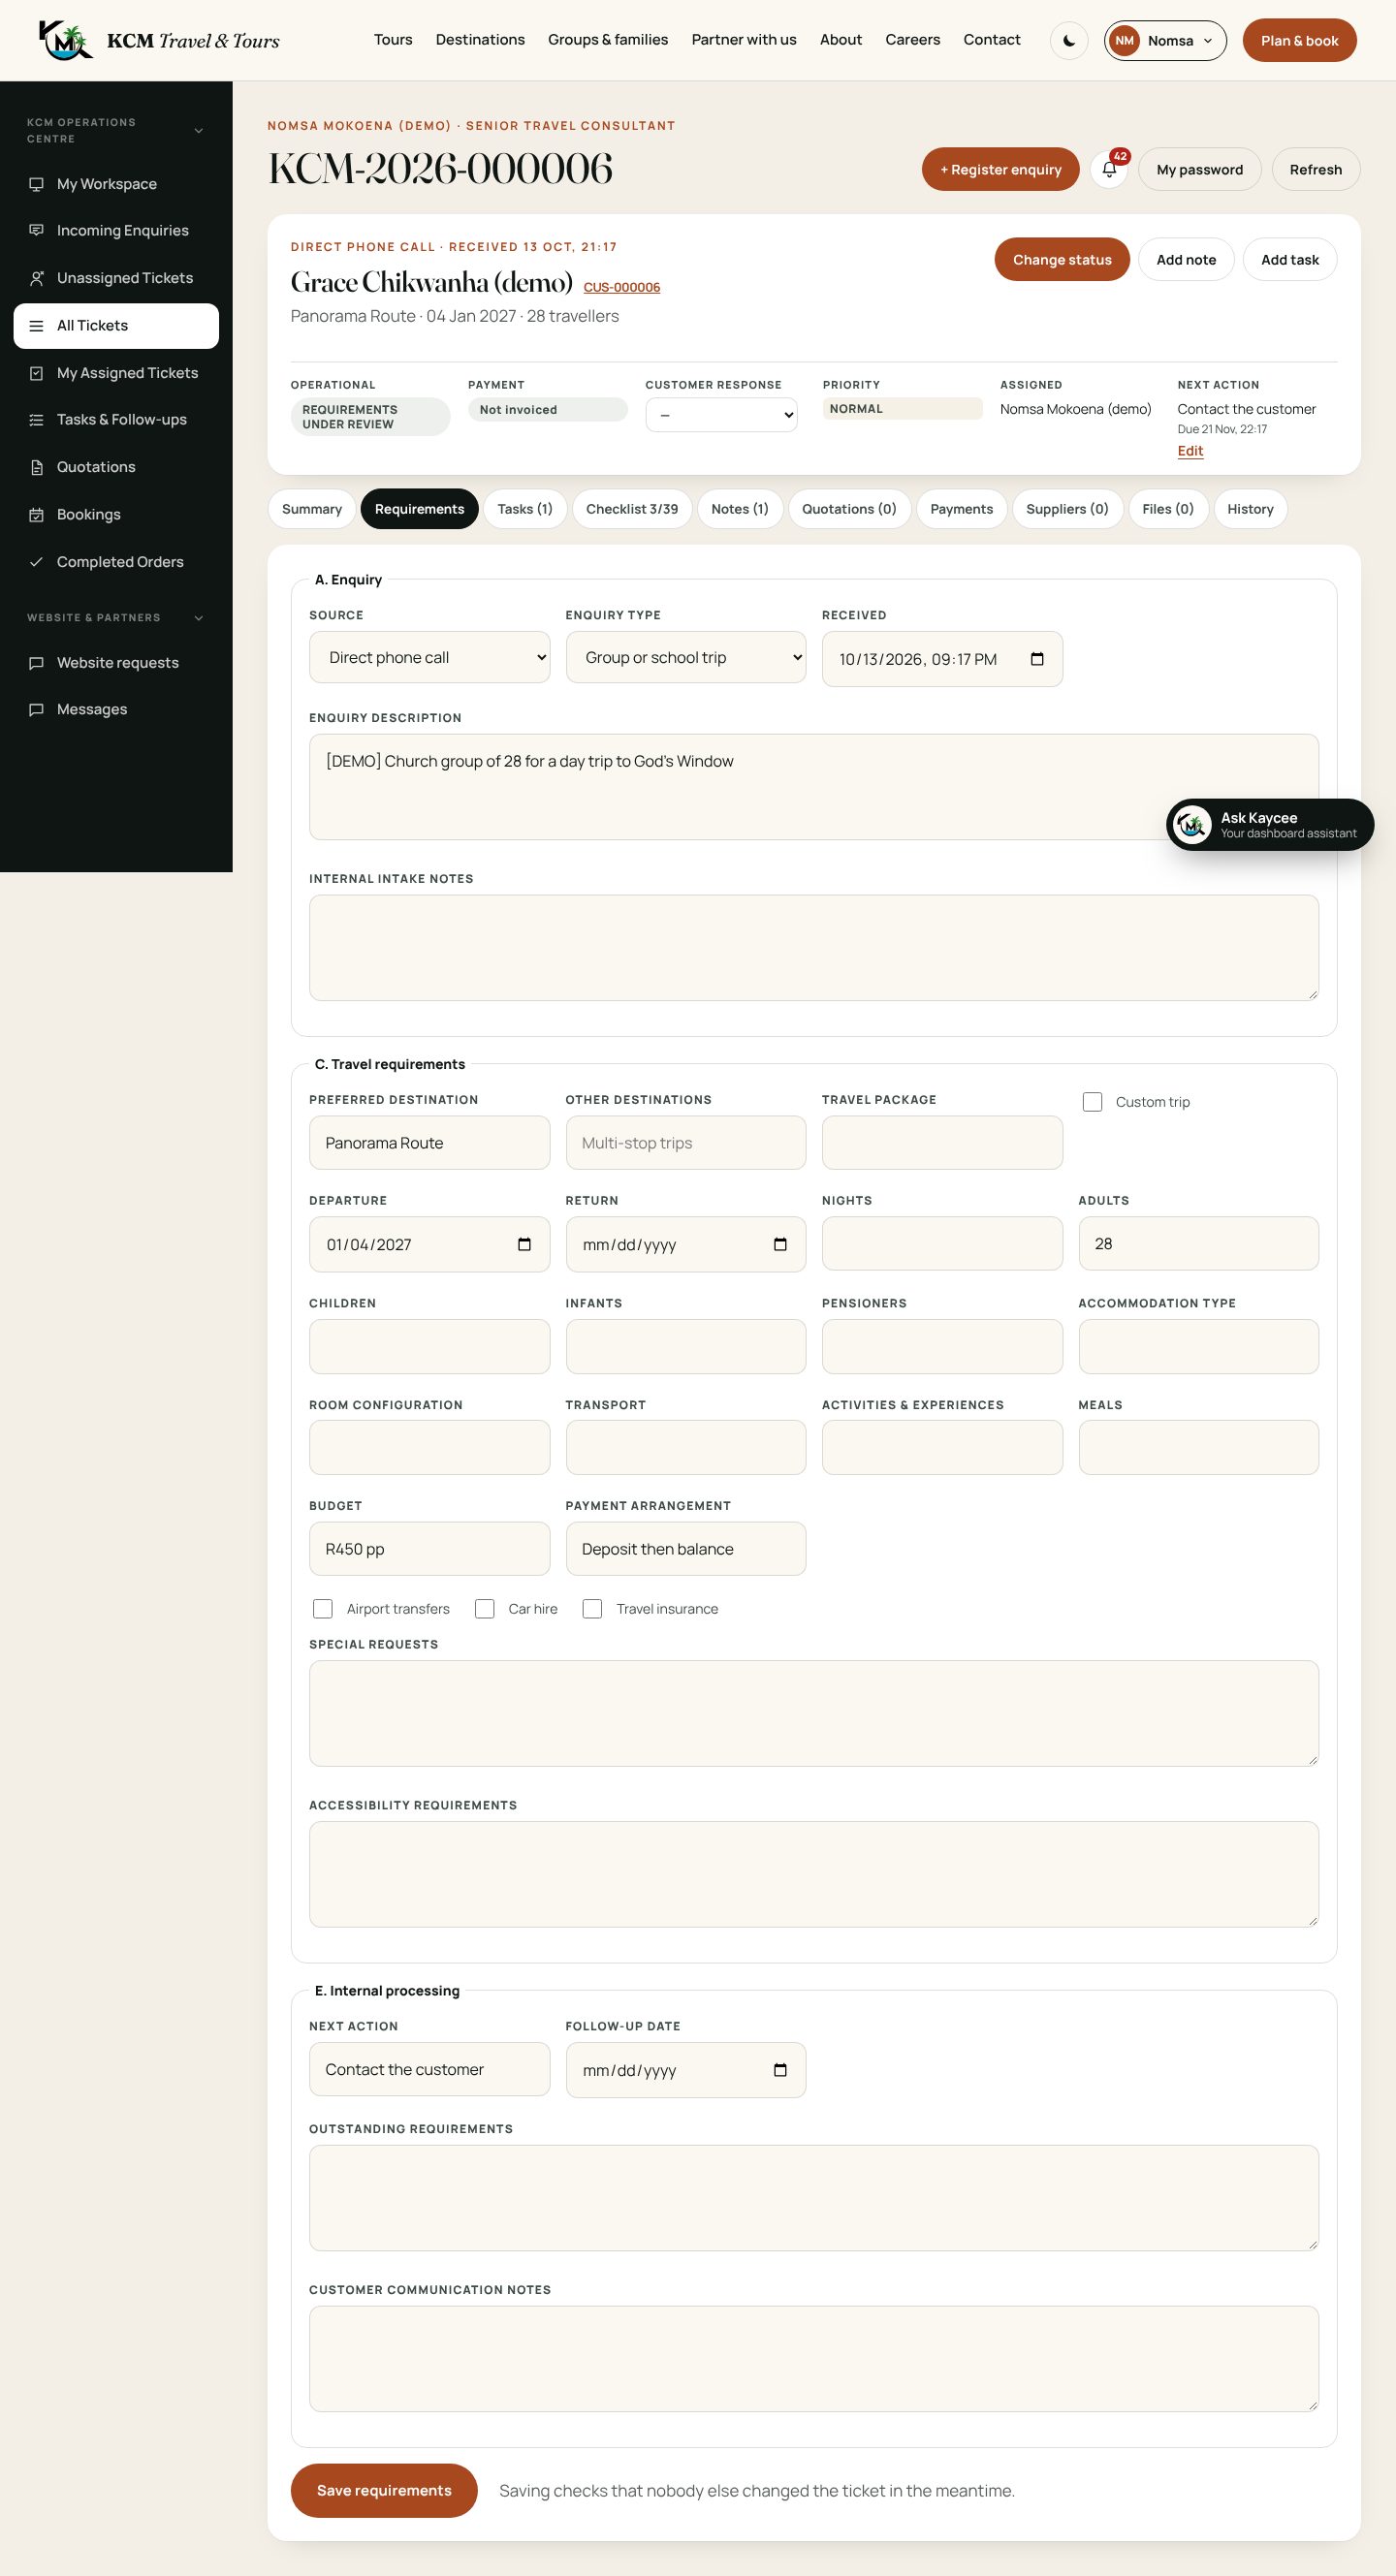 KCM Travel & Tours
Tours
Destinations
Groups & families
Partner with us
About
Careers
Contact
NM
Nomsa
Plan & book
KCM OPERATIONS
CENTRE
My Workspace
Incoming Enquiries
Unassigned Tickets
All Tickets
My Assigned Tickets
Tasks & Follow-ups
Quotations
Bookings
Completed Orders
WEBSITE & PARTNERS
Website requests
Messages
NOMSA MOKOENA (DEMO) · SENIOR TRAVEL CONSULTANT
KCM-2026-000006
+ Register enquiry
42
My password
Refresh
DIRECT PHONE CALL · RECEIVED 13 OCT, 21:17
Grace Chikwanha (demo) CUS-000006
Panorama Route · 04 Jan 2027 · 28 travellers
Change status
Add note
Add task
OPERATIONAL
REQUIREMENTS
UNDER REVIEW
PAYMENT
Not invoiced
CUSTOMER RESPONSE
—
PRIORITY
NORMAL
ASSIGNED
Nomsa Mokoena (demo)
NEXT ACTION
Contact the customer
Due 21 Nov, 22:17
Edit
Summary
Requirements
Tasks (1)
Checklist 3/39
Notes (1)
Quotations (0)
Payments
Suppliers (0)
Files (0)
History
A. Enquiry
SOURCE
Direct phone call
ENQUIRY TYPE
Group or school trip
RECEIVED
10/13/2026, 09:17 PM
ENQUIRY DESCRIPTION
[DEMO] Church group of 28 for a day trip to God's Window
Ask Kaycee
Your dashboard assistant
INTERNAL INTAKE NOTES
C. Travel requirements
PREFERRED DESTINATION
Panorama Route
OTHER DESTINATIONS
Multi-stop trips
TRAVEL PACKAGE
Custom trip
DEPARTURE
01/04/2027
RETURN
mm/dd/yyyy
NIGHTS
ADULTS
28
CHILDREN
INFANTS
PENSIONERS
ACCOMMODATION TYPE
ROOM CONFIGURATION
TRANSPORT
ACTIVITIES & EXPERIENCES
MEALS
BUDGET
R450 pp
PAYMENT ARRANGEMENT
Deposit then balance
Airport transfers
Car hire
Travel insurance
SPECIAL REQUESTS
ACCESSIBILITY REQUIREMENTS
E. Internal processing
NEXT ACTION
Contact the customer
FOLLOW-UP DATE
mm/dd/yyyy
OUTSTANDING REQUIREMENTS
CUSTOMER COMMUNICATION NOTES
Save requirements
Saving checks that nobody else changed the ticket in the meantime.